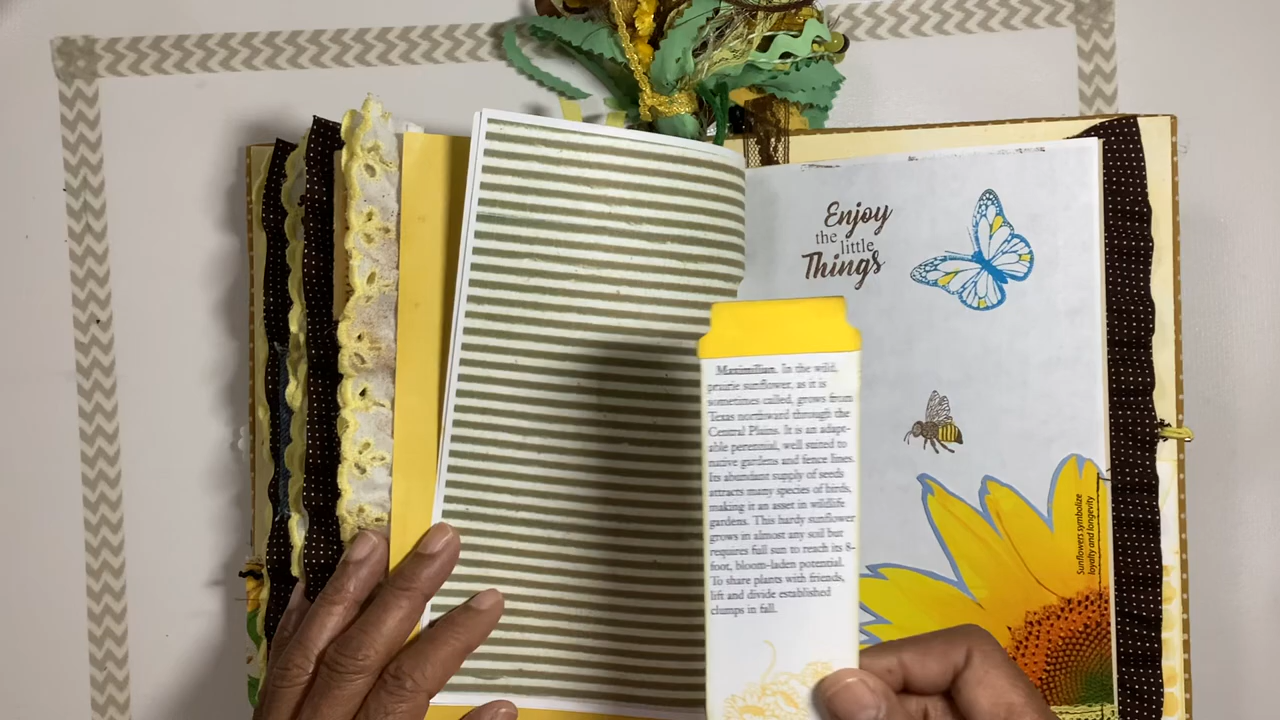 Enjoy
the little
Things
Maximilian. In the wild,
prairie sunflower, as it is
sometimes called, grows from
Texas northward through the
Central Plains. It is an adapt-
able perennial, well suited to
native gardens and fence lines.
Its abundant supply of seeds
attracts many species of birds,
making it an asset in wildlife
gardens. This hardy sunflower
grows in almost any soil but
requires full sun to reach its 8-
foot, bloom-laden potential.
To share plants with friends,
lift and divide established
clumps in fall.
Sunflowers symbolize
loyalty and longevity